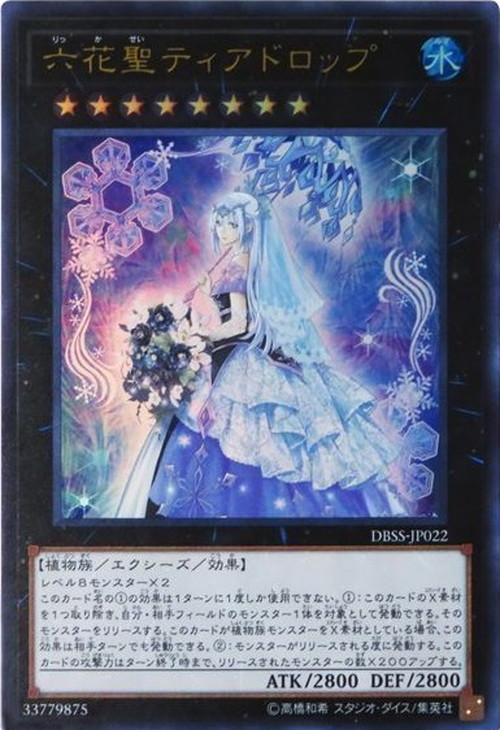 りっかせい
六花聖ティアドロップ
水
DBSS-JP022
【植物族/エクシーズ/効果】
レベル8モンスター×2
このカード名の①の効果は1ターンに1度しか使用できない。①:このカードのX素材
を1つ取り除き、自分・相手フィールドのモンスター1体を対象として発動できる。その
モンスターをリリースする。このカードが植物族モンスターをX素材としている場合、この
効果は相手ターンでも発動できる。②:モンスターがリリースされる度に発動する。この
カードの攻撃力はターン終了時まで、リリースされたモンスターの数×200アップする。
ATK/2800 DEF/2800
33779875
©高橋和希 スタジオ・ダイス/集英社